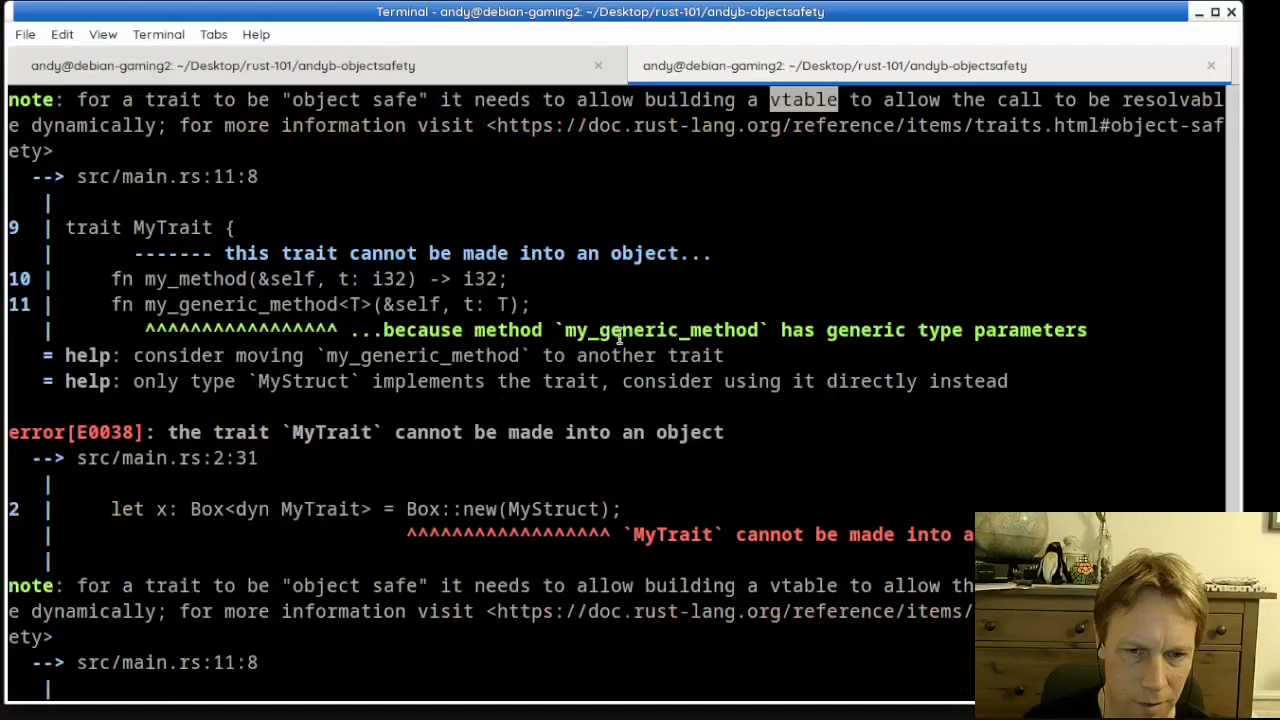 Terminal - andy@debian-gaming2: ~/Desktop/rust-101/andyb-objectsafety
File Edit View Terminal Tabs Help
andy@debian-gaming2: ~/Desktop/rust-101/andyb-objectsafety × andy@debian-gaming2: ~/Desktop/rust-101/andyb-objectsafety ×
note: for a trait to be "object safe" it needs to allow building a vtable to allow the call to be resolvabl
e dynamically; for more information visit <https://doc.rust-lang.org/reference/items/traits.html#object-saf
ety>
  --> src/main.rs:11:8
   |
9  | trait MyTrait {
   |       ------- this trait cannot be made into an object...
10 |     fn my_method(&self, t: i32) -> i32;
11 |     fn my_generic_method<T>(&self, t: T);
   |        ^^^^^^^^^^^^^^^^^ ...because method `my_generic_method` has generic type parameters
   = help: consider moving `my_generic_method` to another trait
   = help: only type `MyStruct` implements the trait, consider using it directly instead
error[E0038]: the trait `MyTrait` cannot be made into an object
  --> src/main.rs:2:31
   |
2  |     let x: Box<dyn MyTrait> = Box::new(MyStruct);
   |                               ^^^^^^^^^^^^^^^^^^ `MyTrait` cannot be made into a
   |
note: for a trait to be "object safe" it needs to allow building a vtable to allow th
e dynamically; for more information visit <https://doc.rust-lang.org/reference/items/
ety>
  --> src/main.rs:11:8
   |